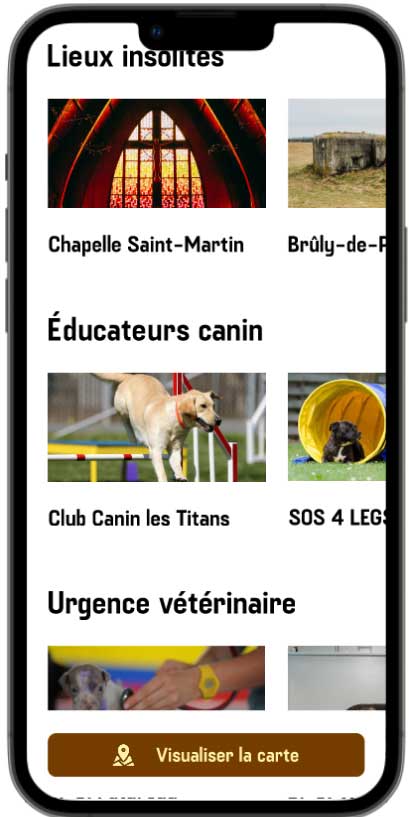 Lieux insolites
Chapelle Saint-Martin
Brûly-de-P
Éducateurs canin
Club Canin les Titans
SOS 4 LEGS
Urgence vétérinaire
Visualiser la carte